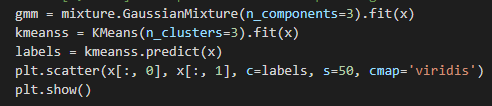 gmm = mixture.GaussianMixture(n_components=3).fit(x)
kmeanss = KMeans(n_clusters=3).fit(x)
labels = kmeanss.predict(x)
plt.scatter(x[:, 0], x[:, 1], c=labels, s=50, cmap='viridis')
plt.show()